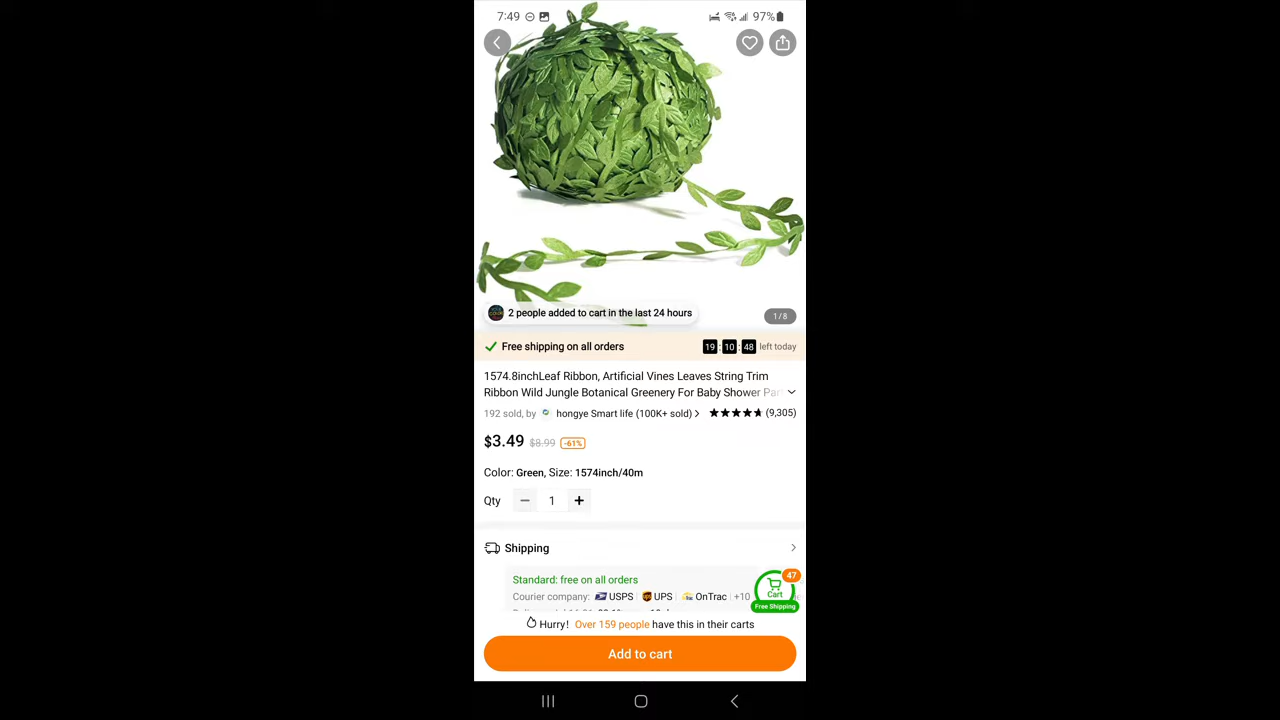 7:49 97%
2 people added to cart in the last 24 hours
1/8
Free shipping on all orders 19:10:48 left today
1574.8inchLeaf Ribbon, Artificial Vines Leaves String Trim
Ribbon Wild Jungle Botanical Greenery For Baby Shower Par
192 sold, by hongye Smart life (100K+ sold) (9,305)
$3.49 $8.99 -61%
Color: Green, Size: 1574inch/40m
Qty − 1 +
Shipping
Standard: free on all orders
47
Cart
Free Shipping
Courier company: USPS UPS OnTrac +10
Hurry! Over 159 people have this in their carts
Add to cart